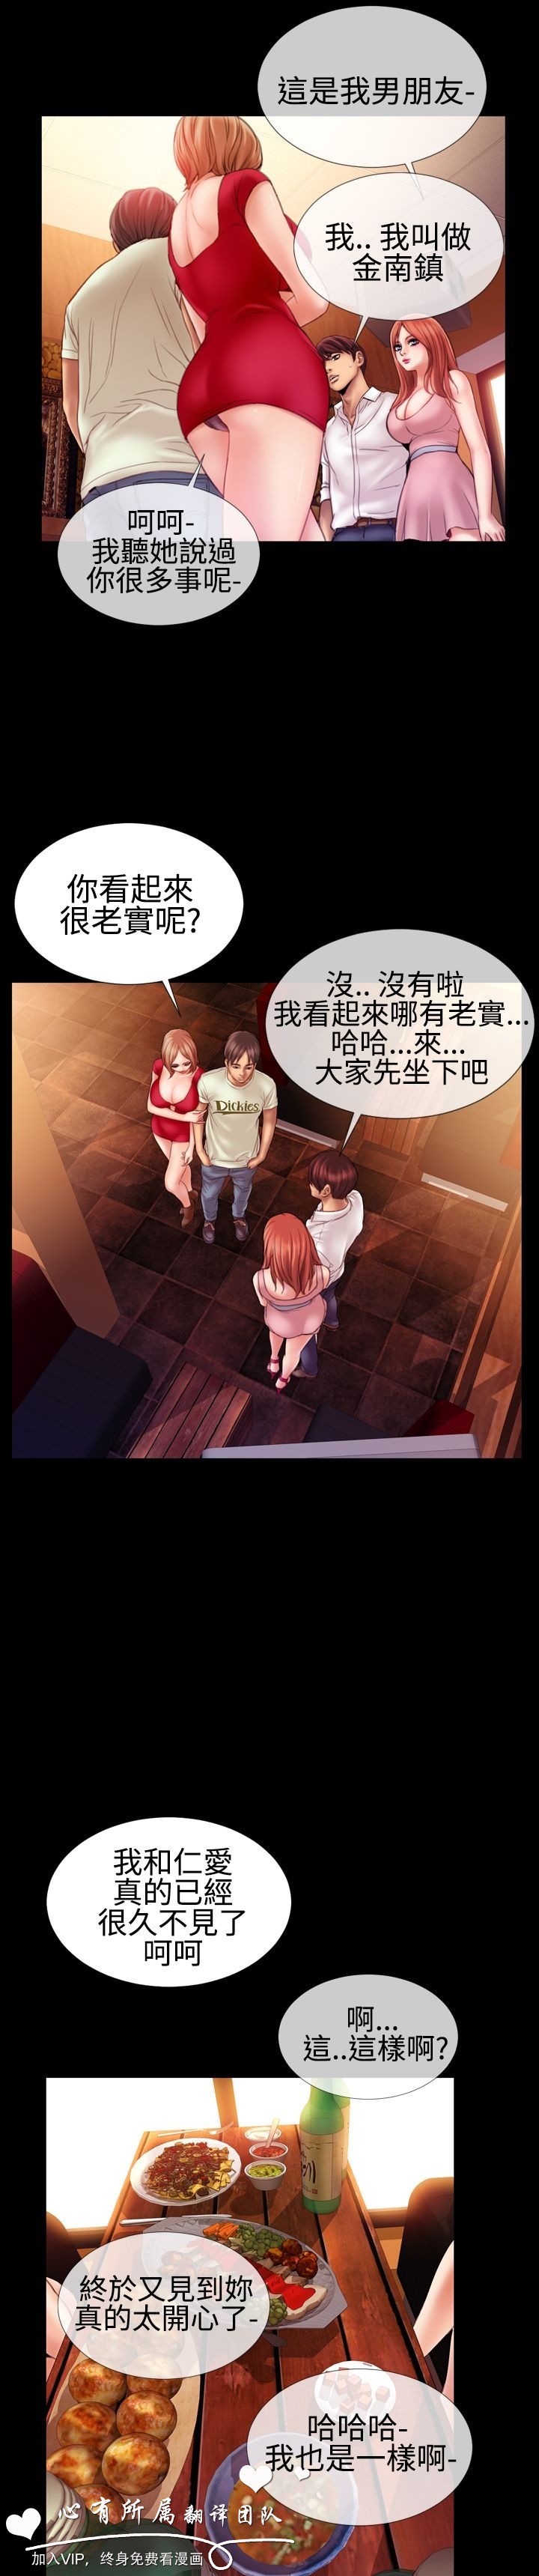 這是我男朋友-
我.. 我叫做
金南鎮
呵呵-
我聽她說過
你很多事呢-
你看起來
很老實呢?
沒.. 沒有啦
我看起來哪有老實...
哈哈...來...
大家先坐下吧
Dickies
我和仁愛
真的已經
很久不見了
呵呵
啊...
這..這樣啊?
終於又見到妳
真的太開心了-
哈哈哈-
我也是一樣啊-
心有所属翻译团队
加入VIP，终身免费看漫画